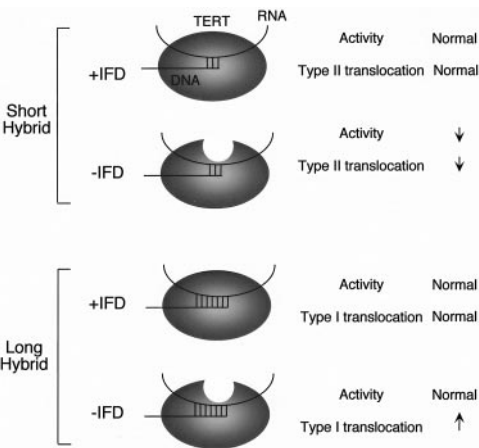 TERT RNA
Activity Normal
+IFD DNA Type II translocation Normal
Short
Hybrid
Activity ↓
-IFD Type II translocation ↓
Activity Normal
+IFD Type I translocation Normal
Long
Hybrid
Activity Normal
-IFD Type I translocation ↑